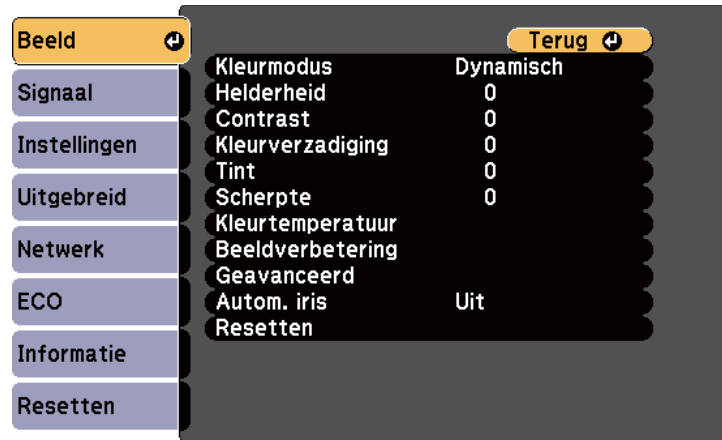 Beeld
Signaal
Instellingen
Uitgebreid
Netwerk
ECO
Informatie
Resetten
Terug
Kleurmodus Dynamisch
Helderheid 0
Contrast 0
Kleurverzadiging 0
Tint 0
Scherpte 0
Kleurtemperatuur
Beeldverbetering
Geavanceerd
Autom. iris Uit
Resetten